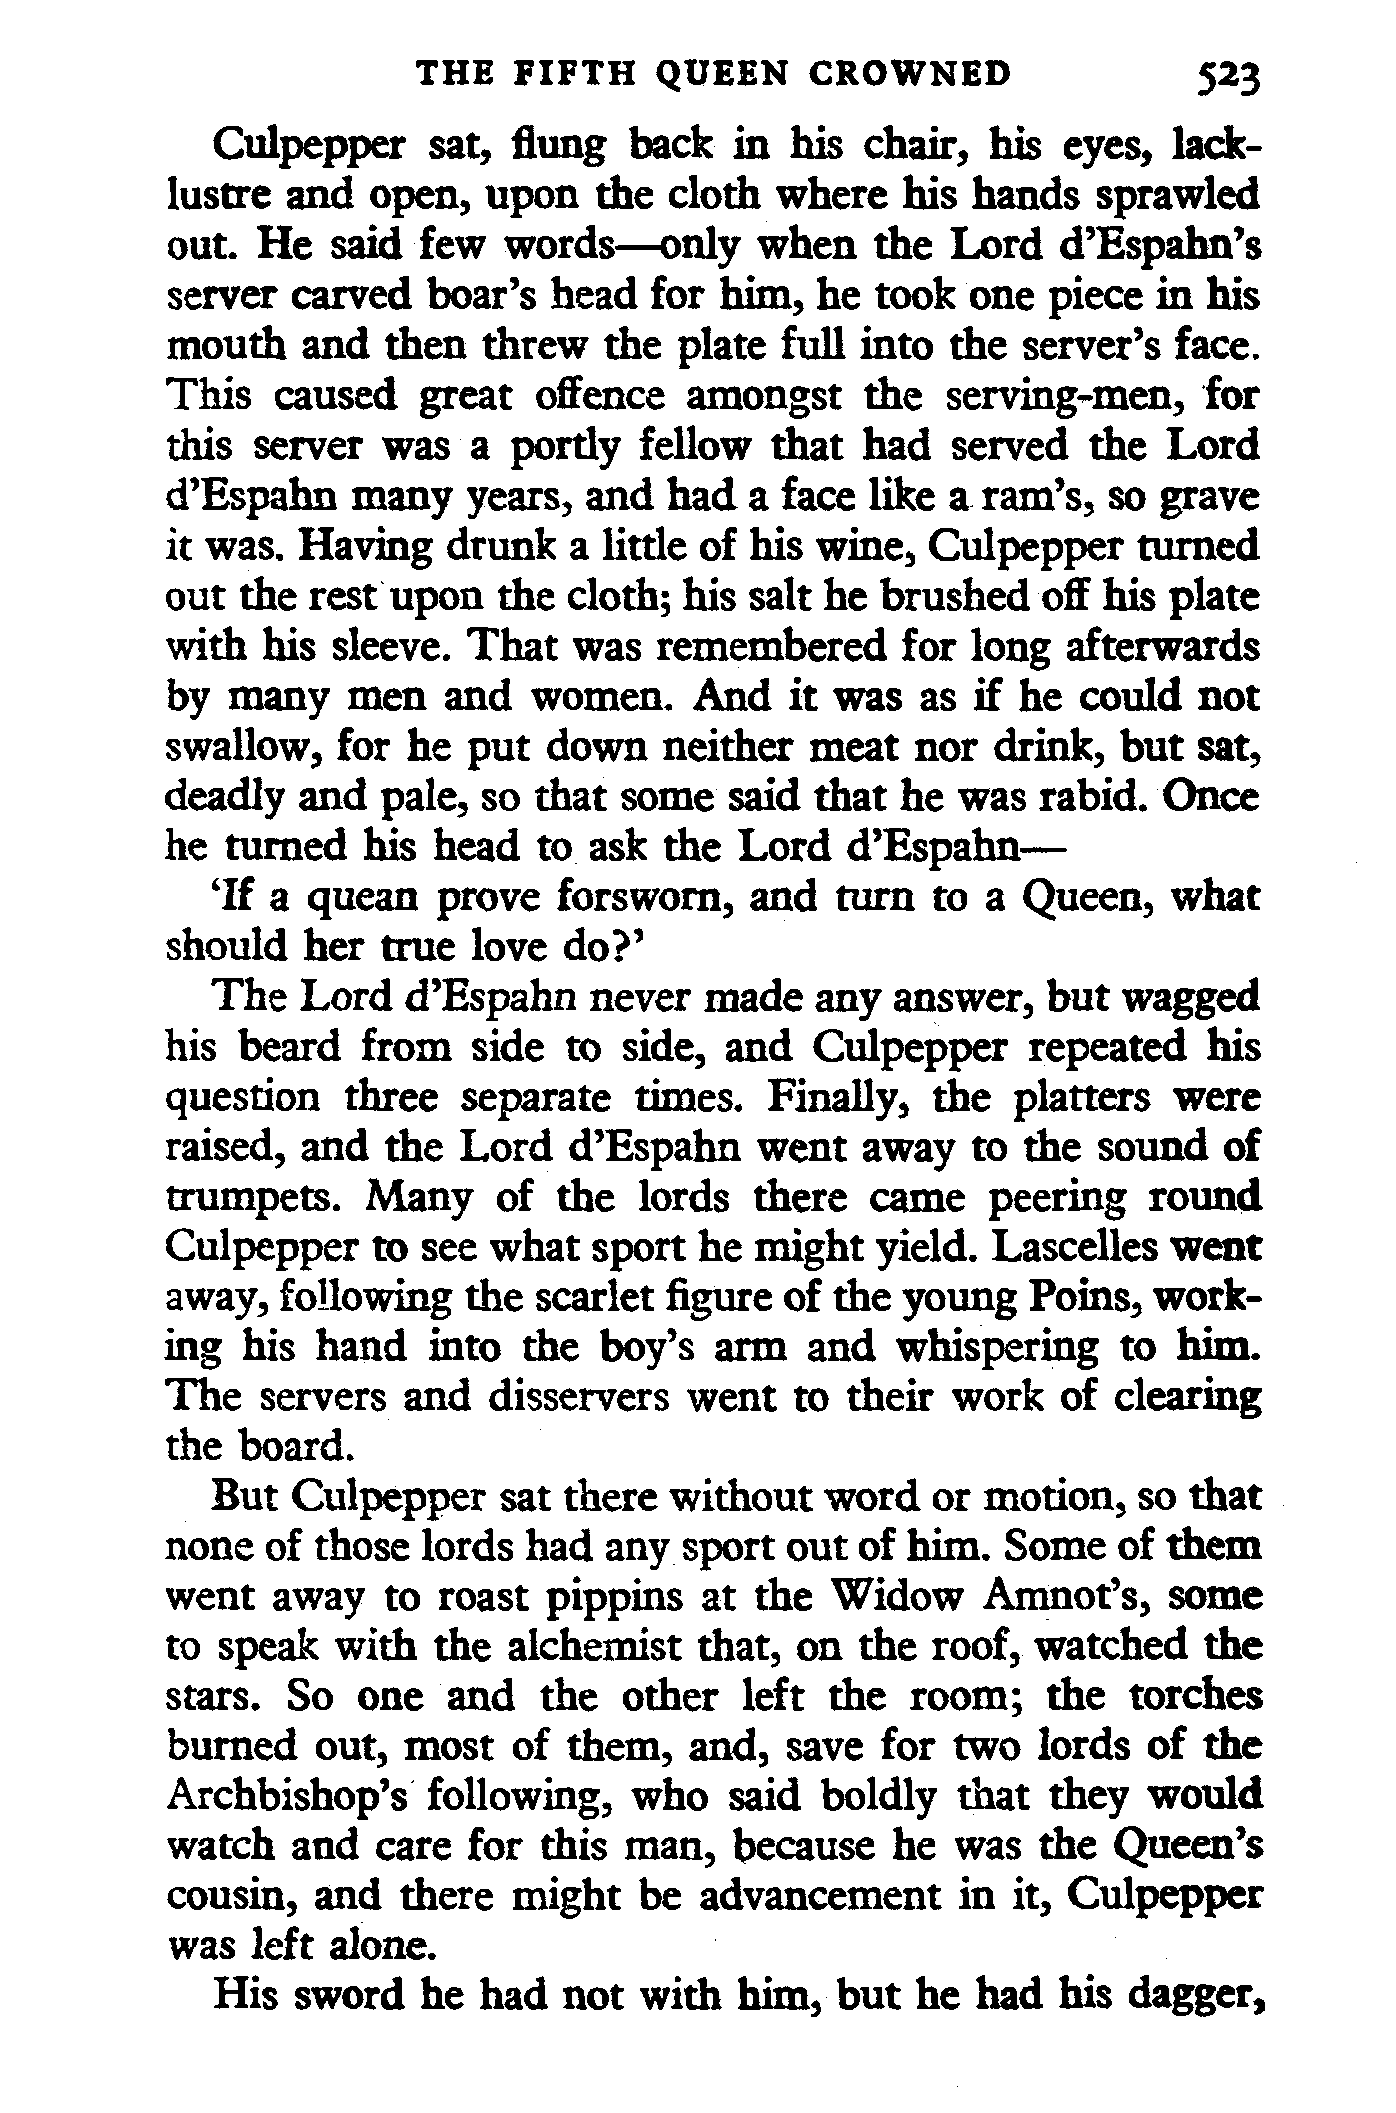 THE FIFTH QUEEN CROWNED 523
Culpepper sat, flung back in his chair, his eyes, lack-
lustre and open, upon the cloth where his hands sprawled
out. He said few words—only when the Lord d’Espahn’s
server carved boar’s head for him, he took one piece in his
mouth and then threw the plate full into the server’s face.
This caused great offence amongst the serving-men, for
this server was a portly fellow that had served the Lord
d’Espahn many years, and had a face like a ram’s, so grave
it was. Having drunk a little of his wine, Culpepper turned
out the rest upon the cloth; his salt he brushed off his plate
with his sleeve. That was remembered for long afterwards
by many men and women. And it was as if he could not
swallow, for he put down neither meat nor drink, but sat,
deadly and pale, so that some said that he was rabid. Once
he turned his head to ask the Lord d’Espahn—
‘If a quean prove forsworn, and turn to a Queen, what
should her true love do?’
The Lord d’Espahn never made any answer, but wagged
his beard from side to side, and Culpepper repeated his
question three separate times. Finally, the platters were
raised, and the Lord d’Espahn went away to the sound of
trumpets. Many of the lords there came peering round
Culpepper to see what sport he might yield. Lascelles went
away, following the scarlet figure of the young Poins, work-
ing his hand into the boy’s arm and whispering to him.
The servers and disservers went to their work of clearing
the board.
But Culpepper sat there without word or motion, so that
none of those lords had any sport out of him. Some of them
went away to roast pippins at the Widow Amnot’s, some
to speak with the alchemist that, on the roof, watched the
stars. So one and the other left the room; the torches
burned out, most of them, and, save for two lords of the
Archbishop’s following, who said boldly that they would
watch and care for this man, because he was the Queen’s
cousin, and there might be advancement in it, Culpepper
was left alone.
His sword he had not with him, but he had his dagger,